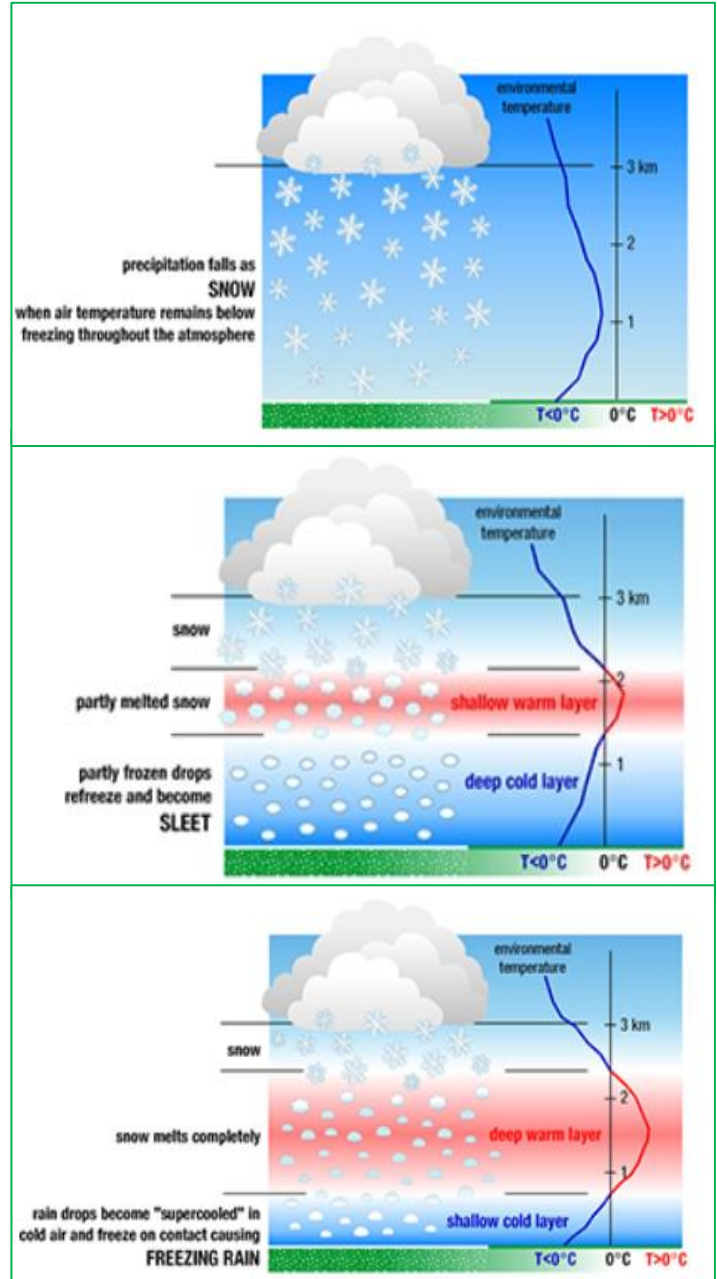 environmental
temperature
3 km
2
precipitation falls as
SNOW
when air temperature remains below
freezing throughout the atmosphere
1
T<0°C 0°C T>0°C
environmental
temperature
3 km
snow
2
partly melted snow
shallow warm layer
1
partly frozen drops
refreeze and become
SLEET
deep cold layer
T<0°C 0°C T>0°C
environmental
temperature
3 km
snow
2
snow melts completely
deep warm layer
1
rain drops become "supercooled" in
cold air and freeze on contact causing
FREEZING RAIN
shallow cold layer
T<0°C 0°C T>0°C